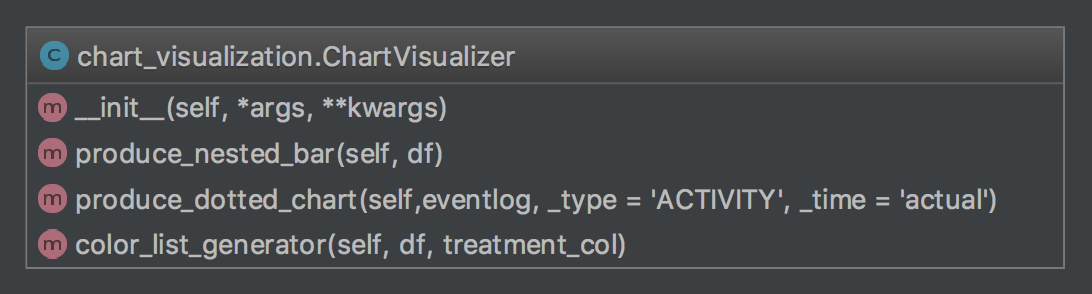 C chart_visualization.ChartVisualizer
m __init__(self, *args, **kwargs)
m produce_nested_bar(self, df)
m produce_dotted_chart(self,eventlog, _type = 'ACTIVITY', _time = 'actual')
m color_list_generator(self, df, treatment_col)